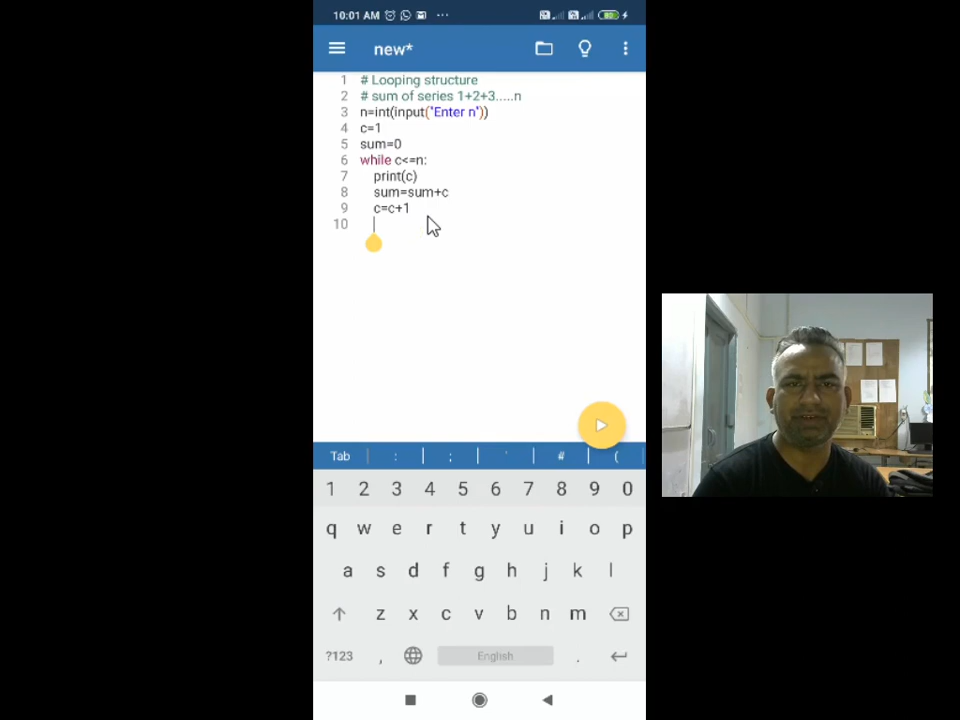 10:01 AM ...
new*
1 # Looping structure
2 # sum of series 1+2+3.....n
3 n=int(input("Enter n"))
4 c=1
5 sum=0
6 while c<=n:
7 print(c)
8 sum=sum+c
9 c=c+1
10
Tab : ; ' # (
1 2 3 4 5 6 7 8 9 0
q w e r t y u i o p
a s d f g h j k l
z x c v b n m
?123 , English .